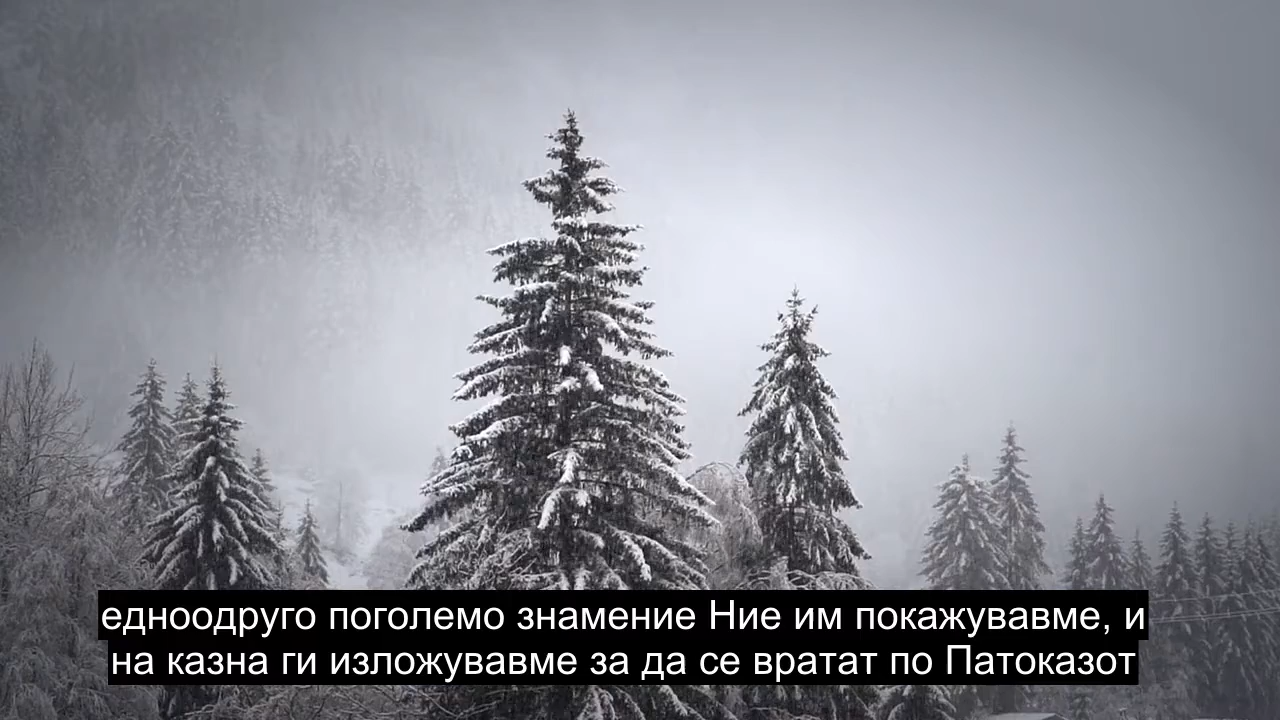 едноодруго поголемо знамение Ние им покажувавме, и
на казна ги изложувавме за да се вратат по Патоказот